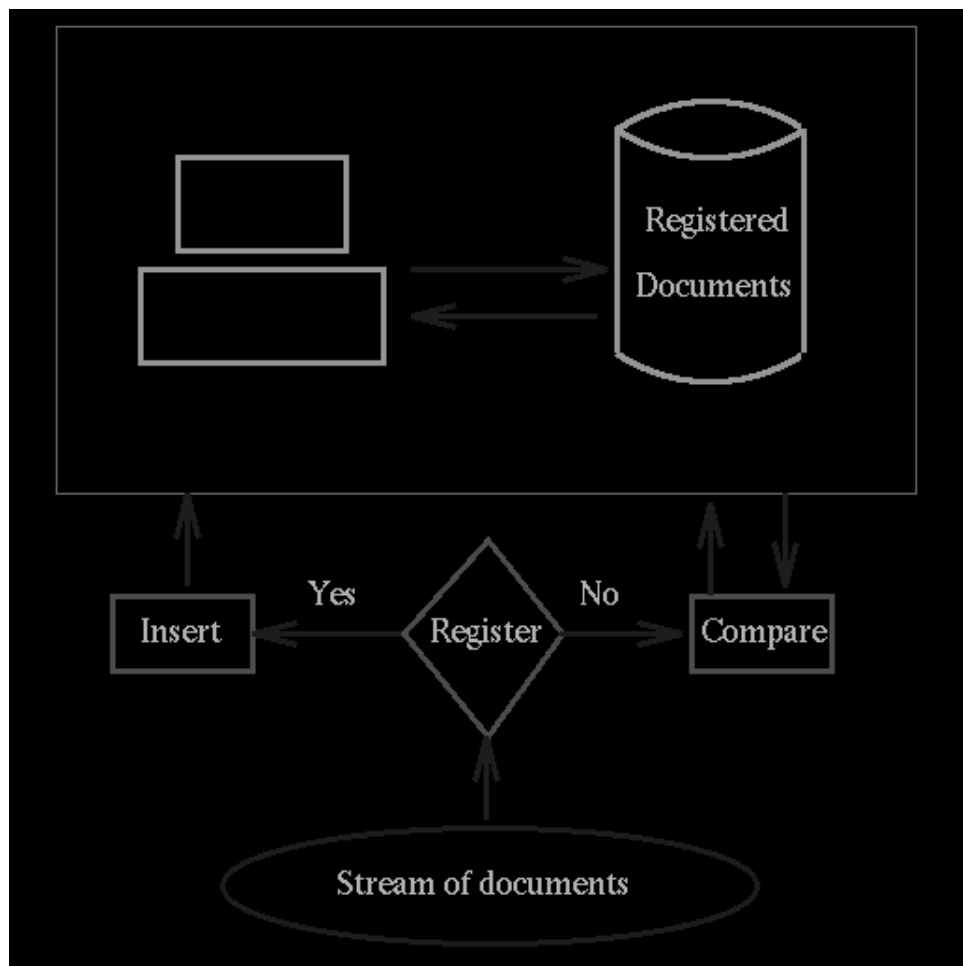 Registered
Documents
Yes
No
Insert
Register
Compare
Stream of documents